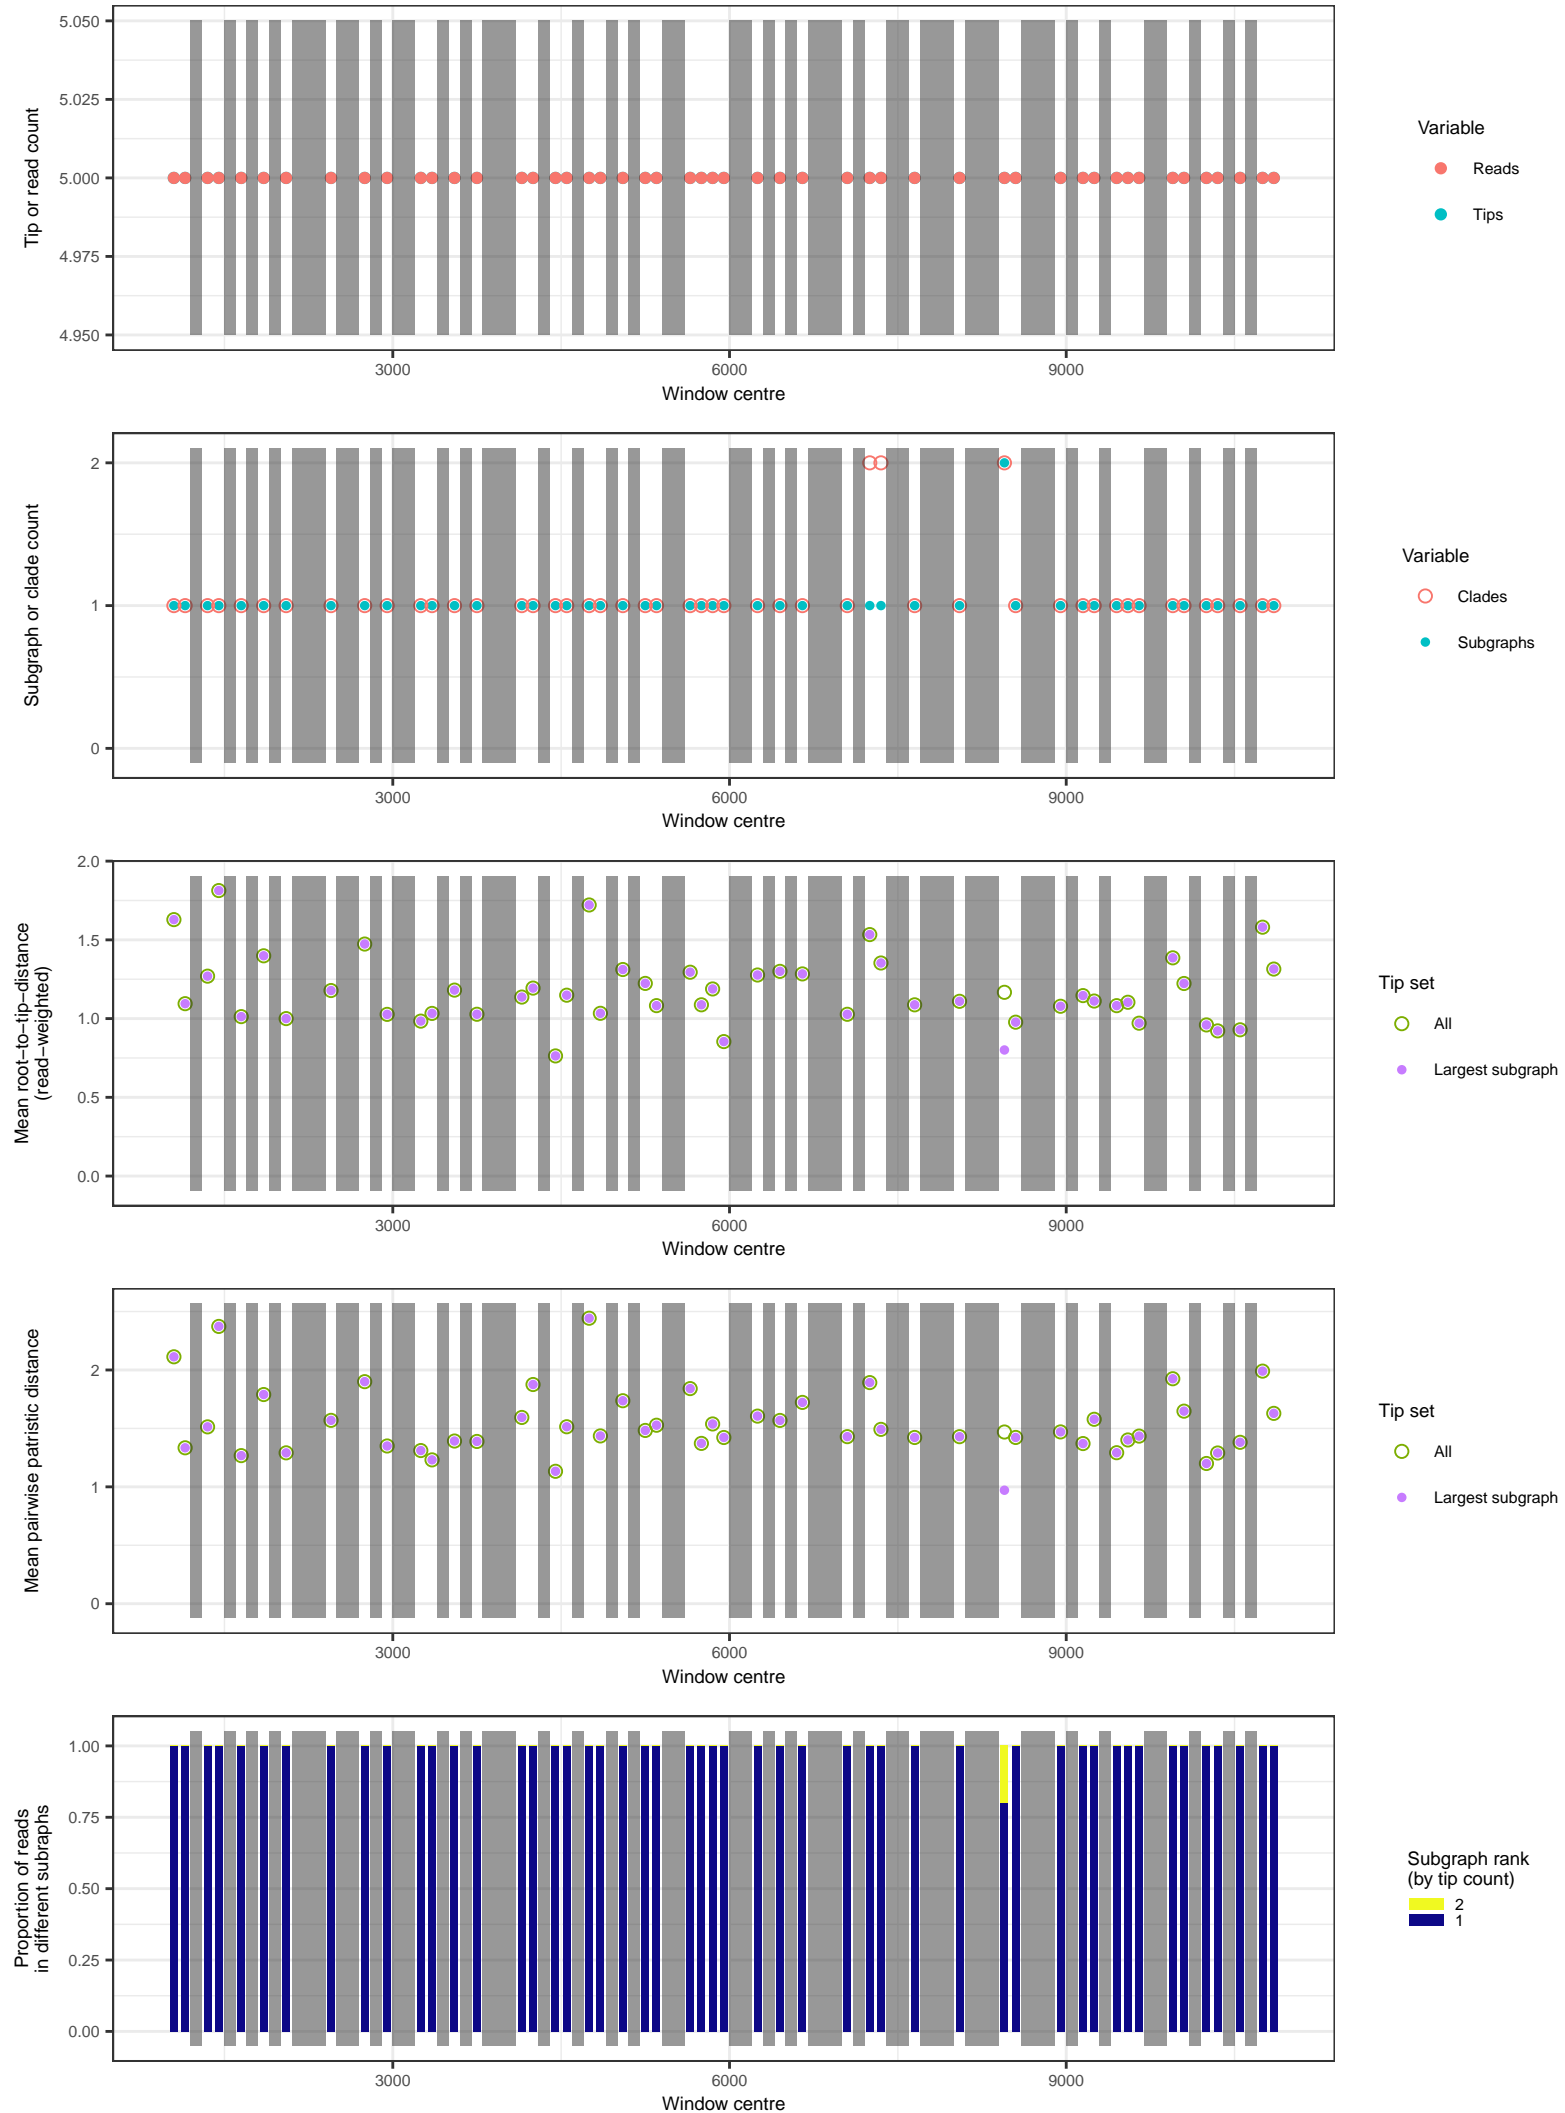 5.050
5.025
5.000
4.975
4.950
Tip or read count
3000 6000 9000
Window centre
Variable
Reads
Tips
2
1
0
Subgraph or clade count
3000 6000 9000
Window centre
Variable
Clades
Subgraphs
2.0
1.5
1.0
0.5
0.0
Mean root−to−tip−distance
(read−weighted)
3000 6000 9000
Window centre
Tip set
All
Largest subgraph
2
1
0
Mean pairwise patristic distance
3000 6000 9000
Window centre
Tip set
All
Largest subgraph
1.00
0.75
0.50
0.25
0.00
Proportion of reads
in different subraphs
3000 6000 9000
Window centre
Subgraph rank
(by tip count)
2
1